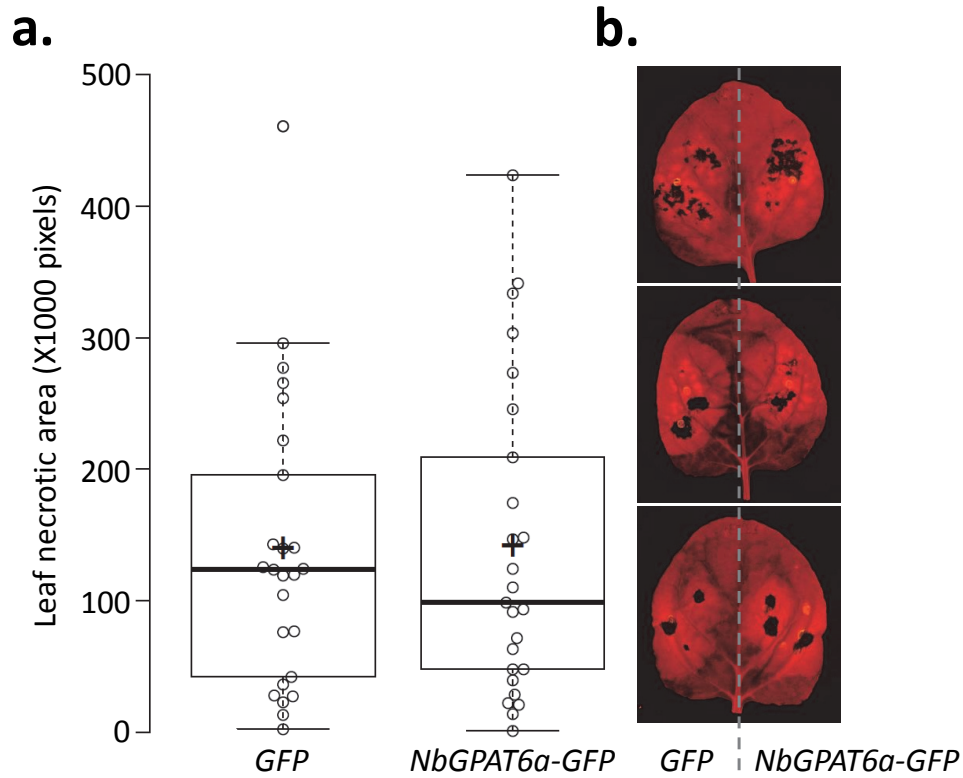 a.
b.
Leaf necrotic area (X1000 pixels)
500
400
300
200
100
0
GFP
NbGPAT6a-GFP
GFP
NbGPAT6a-GFP